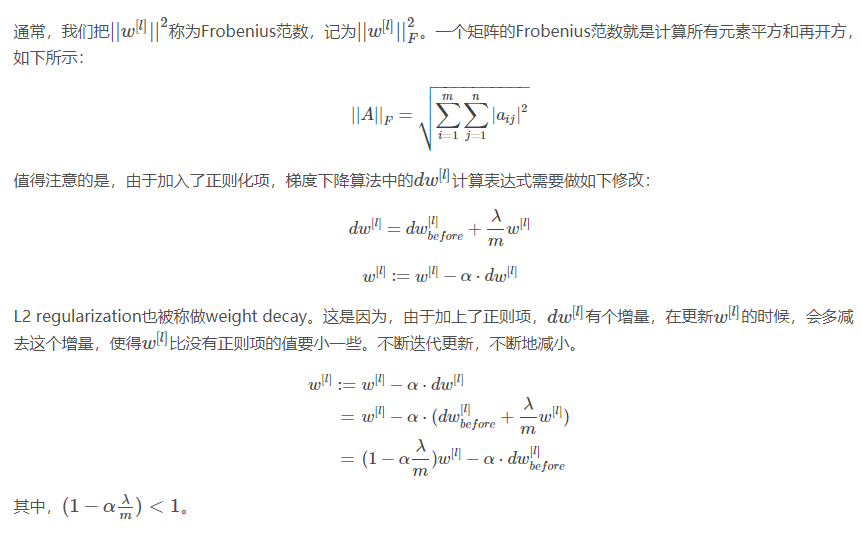 通常，我们把$||w^{[l]}||^2$称为Frobenius范数，记为$||w^{[l]}||_F^2$。一个矩阵的Frobenius范数就是计算所有元素平方和再开方，
如下所示：
$||A||_F = \sqrt{\sum_{i=1}^{m}\sum_{j=1}^{n}|a_{ij}|^2}$
值得注意的是，由于加入了正则化项，梯度下降算法中的$dw^{[l]}$计算表达式需要做如下修改：
$dw^{[l]} = dw^{[l]}_{before} + \frac{\lambda}{m}w^{[l]}$
$w^{[l]} := w^{[l]} - \alpha \cdot dw^{[l]}$
L2 regularization也被称做weight decay。这是因为，由于加上了正则项，$dw^{[l]}$有个增量，在更新$w^{[l]}$的时候，会多减
去这个增量，使得$w^{[l]}$比没有正则项的值要小一些。不断迭代更新，不断地减小。
$w^{[l]} := w^{[l]} - \alpha \cdot dw^{[l]}$
$= w^{[l]} - \alpha \cdot (dw^{[l]}_{before} + \frac{\lambda}{m}w^{[l]})$
$= (1 - \alpha\frac{\lambda}{m})w^{[l]} - \alpha \cdot dw^{[l]}_{before}$
其中，$(1 - \alpha\frac{\lambda}{m}) < 1$。